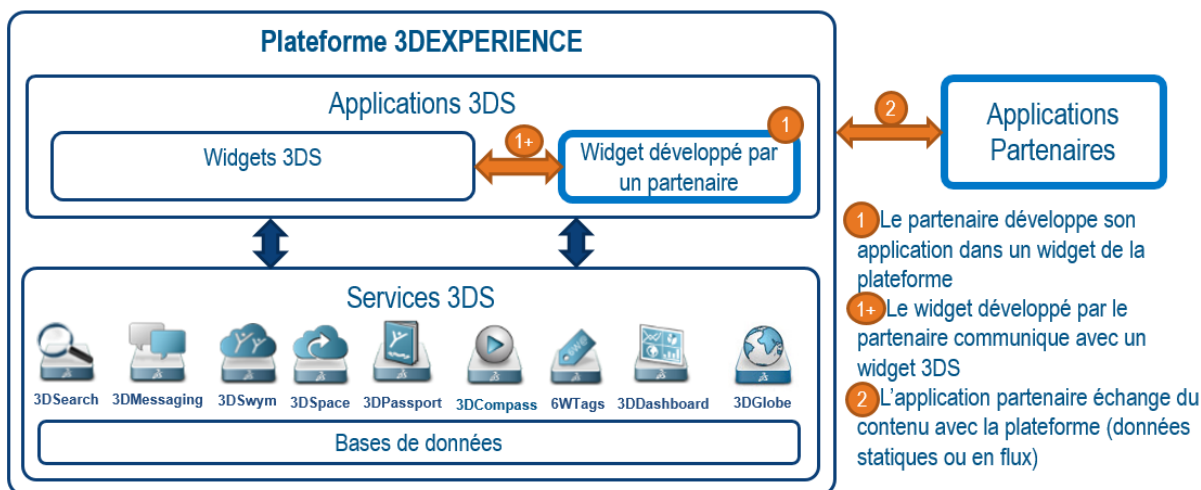 Plateforme 3DEXPERIENCE
Applications 3DS
Widgets 3DS
1+
Widget développé par
un partenaire
1
2
Applications
Partenaires
Services 3DS
3DSearch
3DMessaging
3DSwym
3DSpace
3DPassport
3DCompass
6WTags
3DDashboard
3DGlobe
Bases de données
1 Le partenaire développe son
application dans un widget de la
plateforme
1+ Le widget développé par le
partenaire communique avec un
widget 3DS
2 L'application partenaire échange du
contenu avec la plateforme (données
statiques ou en flux)